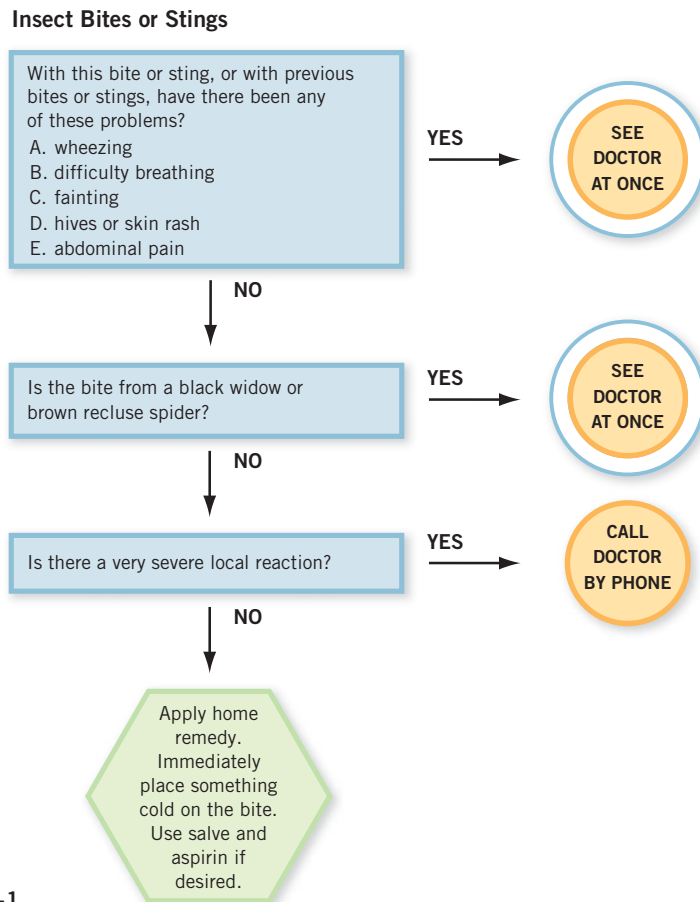 Insect Bites or Stings
With this bite or sting, or with previous
bites or stings, have there been any
of these problems?
A. wheezing
B. difficulty breathing
C. fainting
D. hives or skin rash
E. abdominal pain
YES
SEE
DOCTOR
AT ONCE
NO
Is the bite from a black widow or
brown recluse spider?
YES
SEE
DOCTOR
AT ONCE
NO
Is there a very severe local reaction?
YES
CALL
DOCTOR
BY PHONE
NO
Apply home
remedy.
Immediately
place something
cold on the bite.
Use salve and
aspirin if
desired.